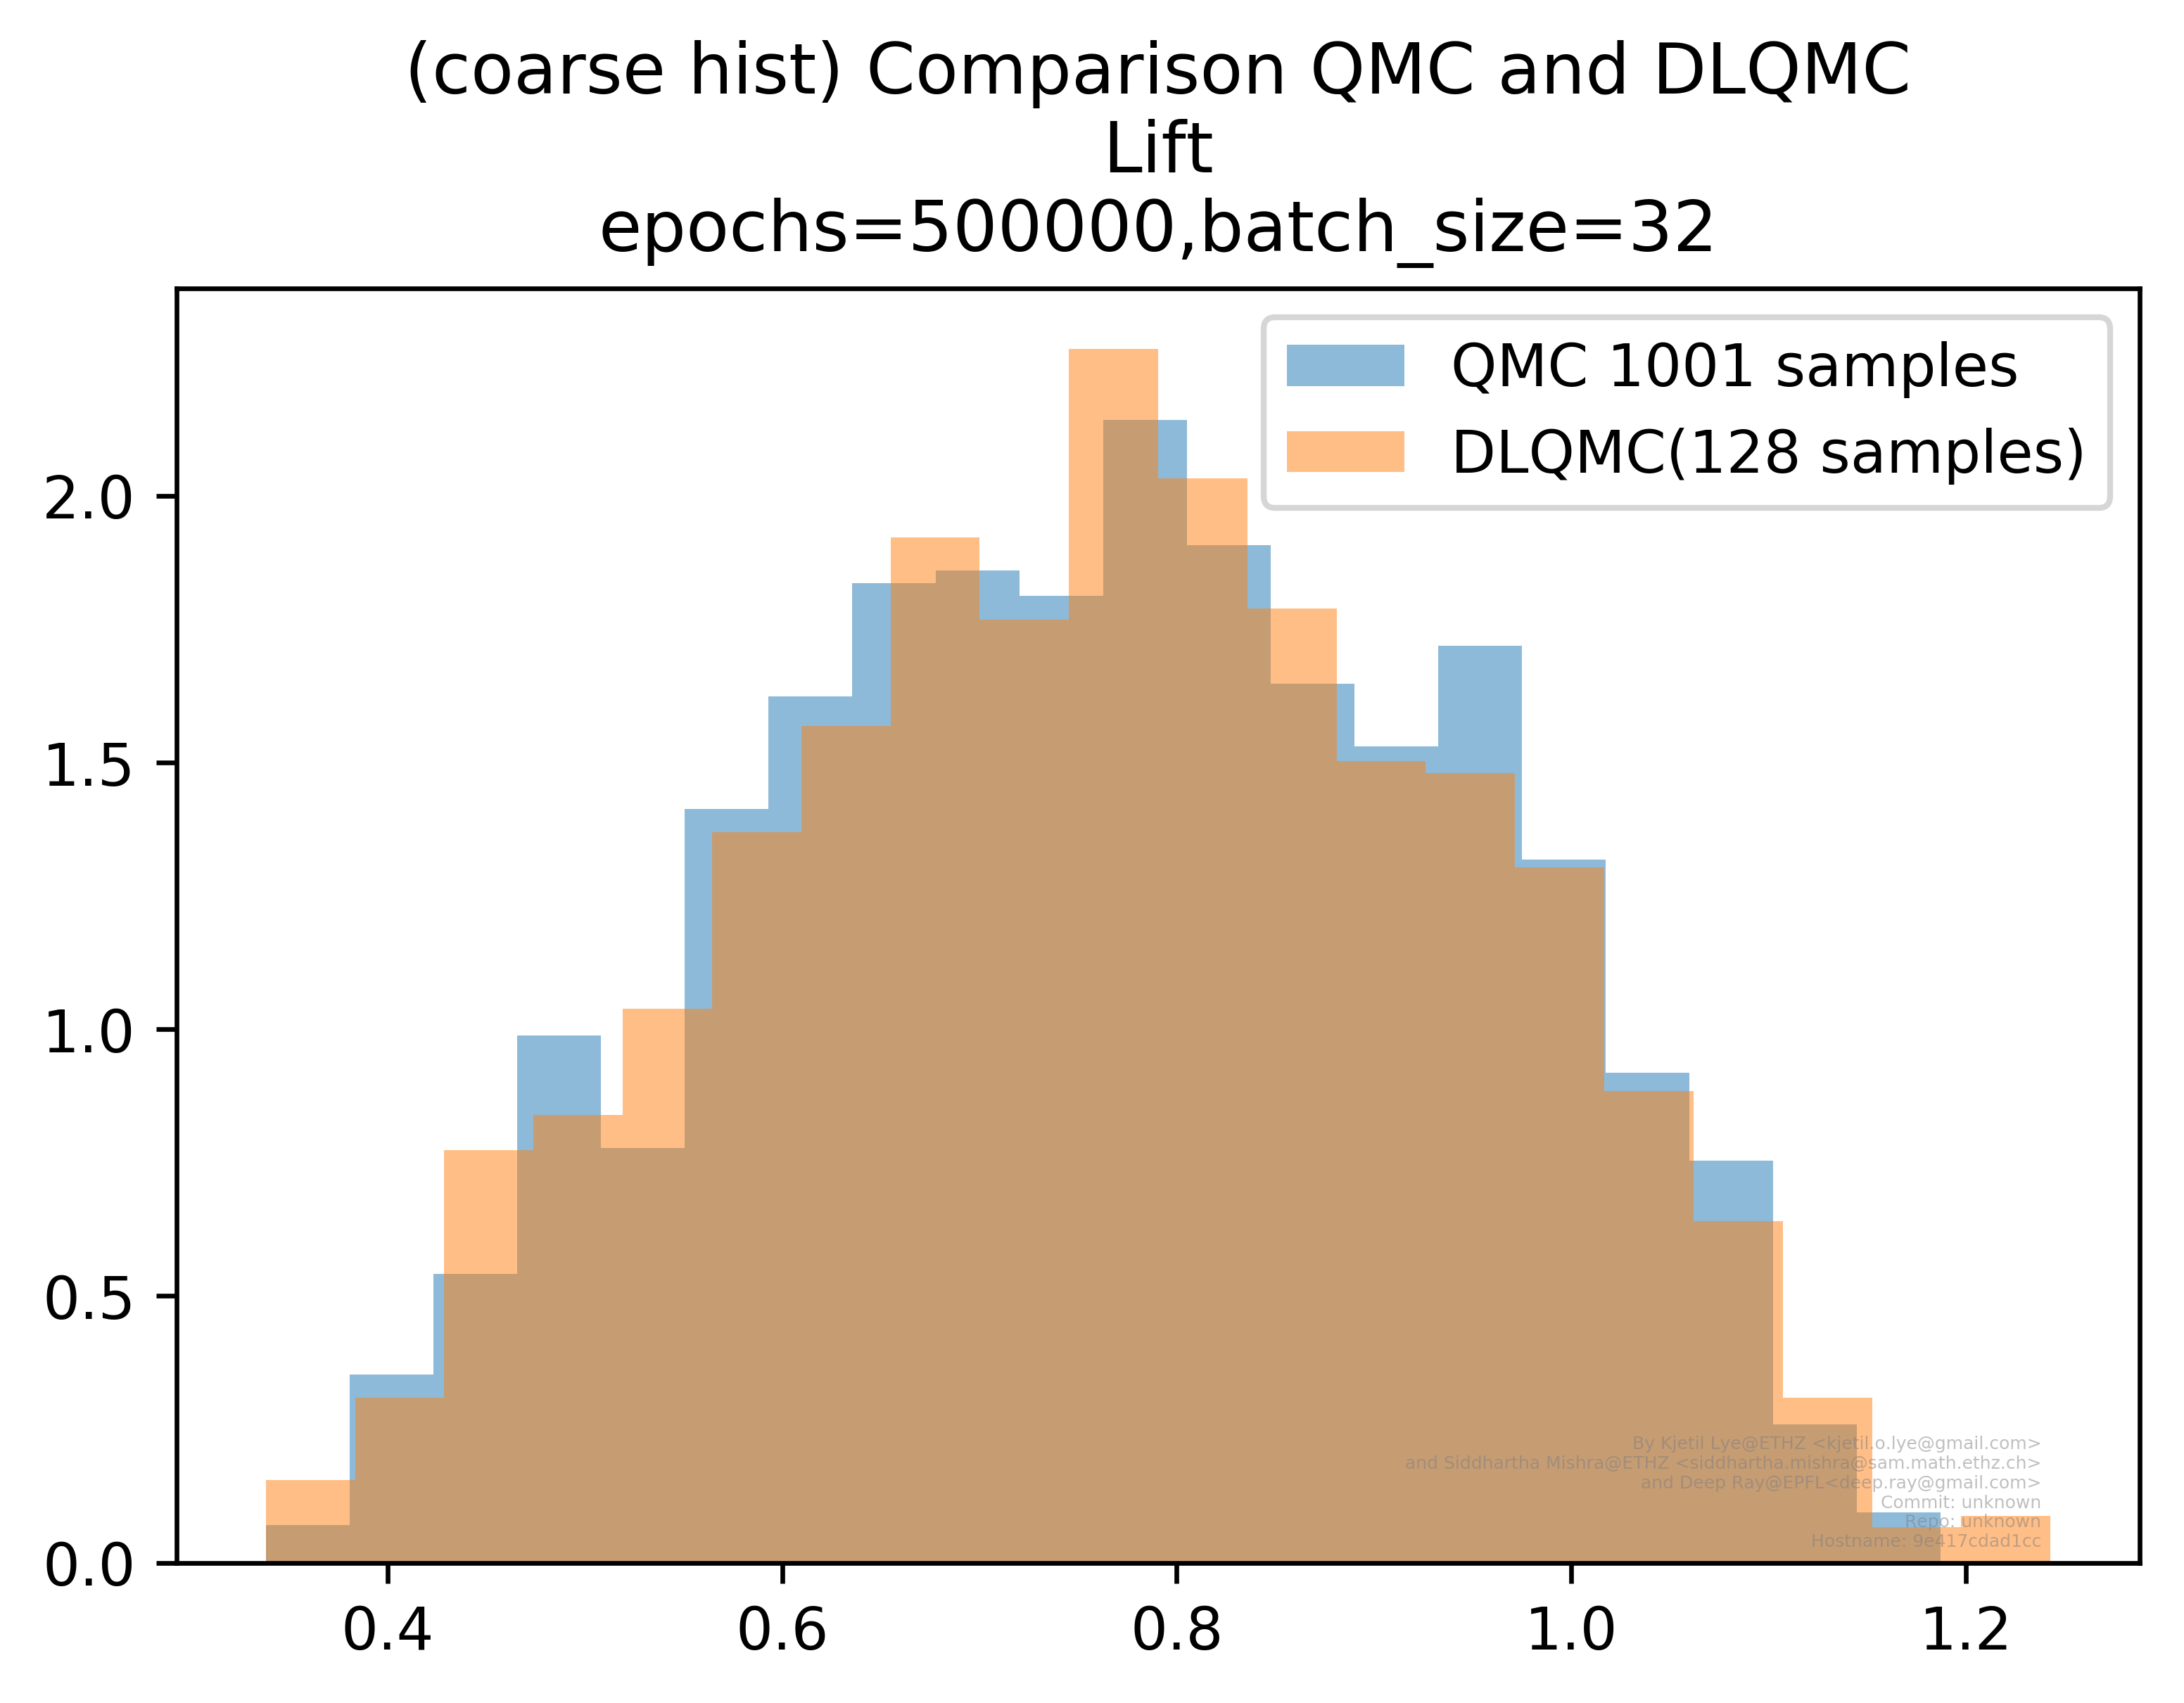 (coarse hist) Comparison QMC and DLQMC
Lift
epochs=500000,batch_size=32
QMC 1001 samples
DLQMC(128 samples)
2.0
1.5
1.0
0.5
0.0
By Kjetil Lye@ETHZ <kjetil.o.lye@gmail.com>
and Siddhartha Mishra@ETHZ <siddhartha.mishra@sam.math.ethz.ch>
and Deep Ray@EPFL<deep.ray@gmail.com>
Commit: unknown
Repo: unknown
Hostname: 9e417cdad1cc
0.4 0.6 0.8 1.0 1.2